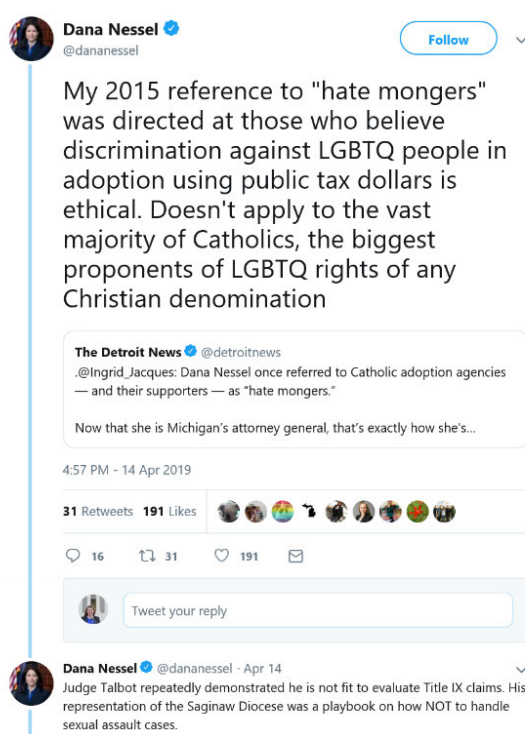 Dana Nessel
Follow
@dananessel
My 2015 reference to "hate mongers"
was directed at those who believe
discrimination against LGBTQ people in
adoption using public tax dollars is
ethical. Doesn't apply to the vast
majority of Catholics, the biggest
proponents of LGBTQ rights of any
Christian denomination
The Detroit News @detroitnews
.@Ingrid_Jacques: Dana Nessel once referred to Catholic adoption agencies
— and their supporters — as "hate mongers."
Now that she is Michigan's attorney general, that's exactly how she's...
4:57 PM - 14 Apr 2019
31 Retweets 191 Likes
16 31 191
Tweet your reply
Dana Nessel @dananessel · Apr 14
Judge Talbot repeatedly demonstrated he is not fit to evaluate Title IX claims. His
representation of the Saginaw Diocese was a playbook on how NOT to handle
sexual assault cases.